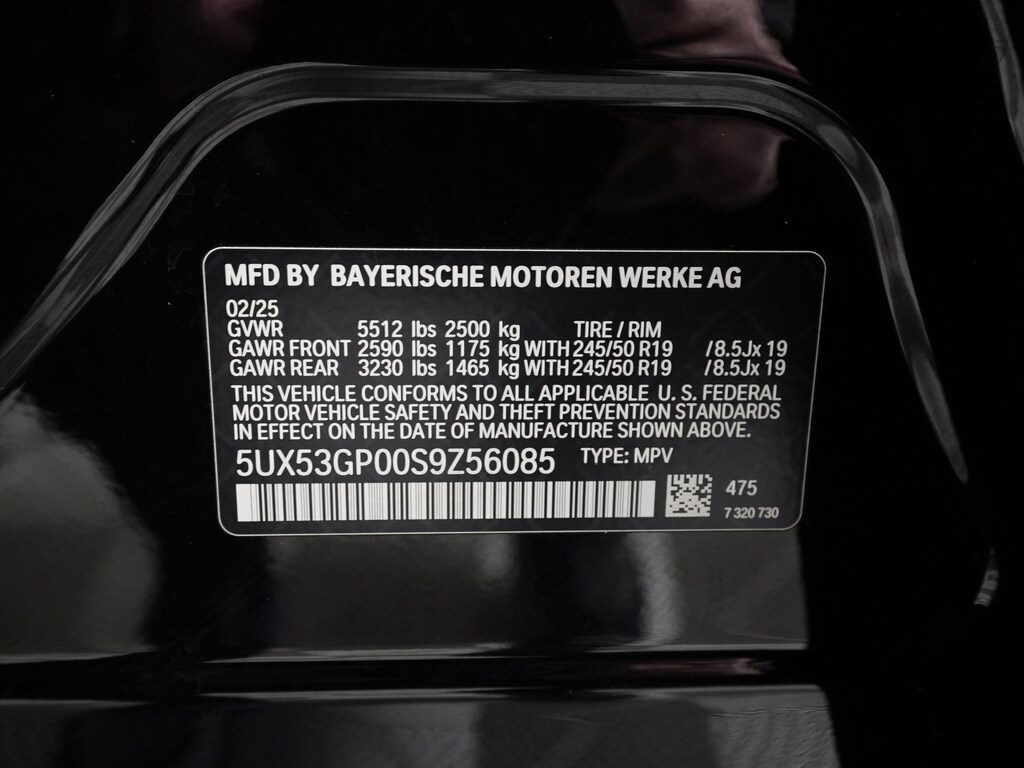 MFD BY BAYERISCHE MOTOREN WERKE AG
02/25
GVWR 5512 lbs 2500 kg TIRE / RIM
GAWR FRONT 2590 lbs 1175 kg WITH 245/50 R19 /8.5Jx 19
GAWR REAR 3230 lbs 1465 kg WITH 245/50 R19 /8.5Jx 19
THIS VEHICLE CONFORMS TO ALL APPLICABLE U. S. FEDERAL
MOTOR VEHICLE SAFETY AND THEFT PREVENTION STANDARDS
IN EFFECT ON THE DATE OF MANUFACTURE SHOWN ABOVE.
5UX53GP00S9Z56085 TYPE: MPV
475
7 320 730